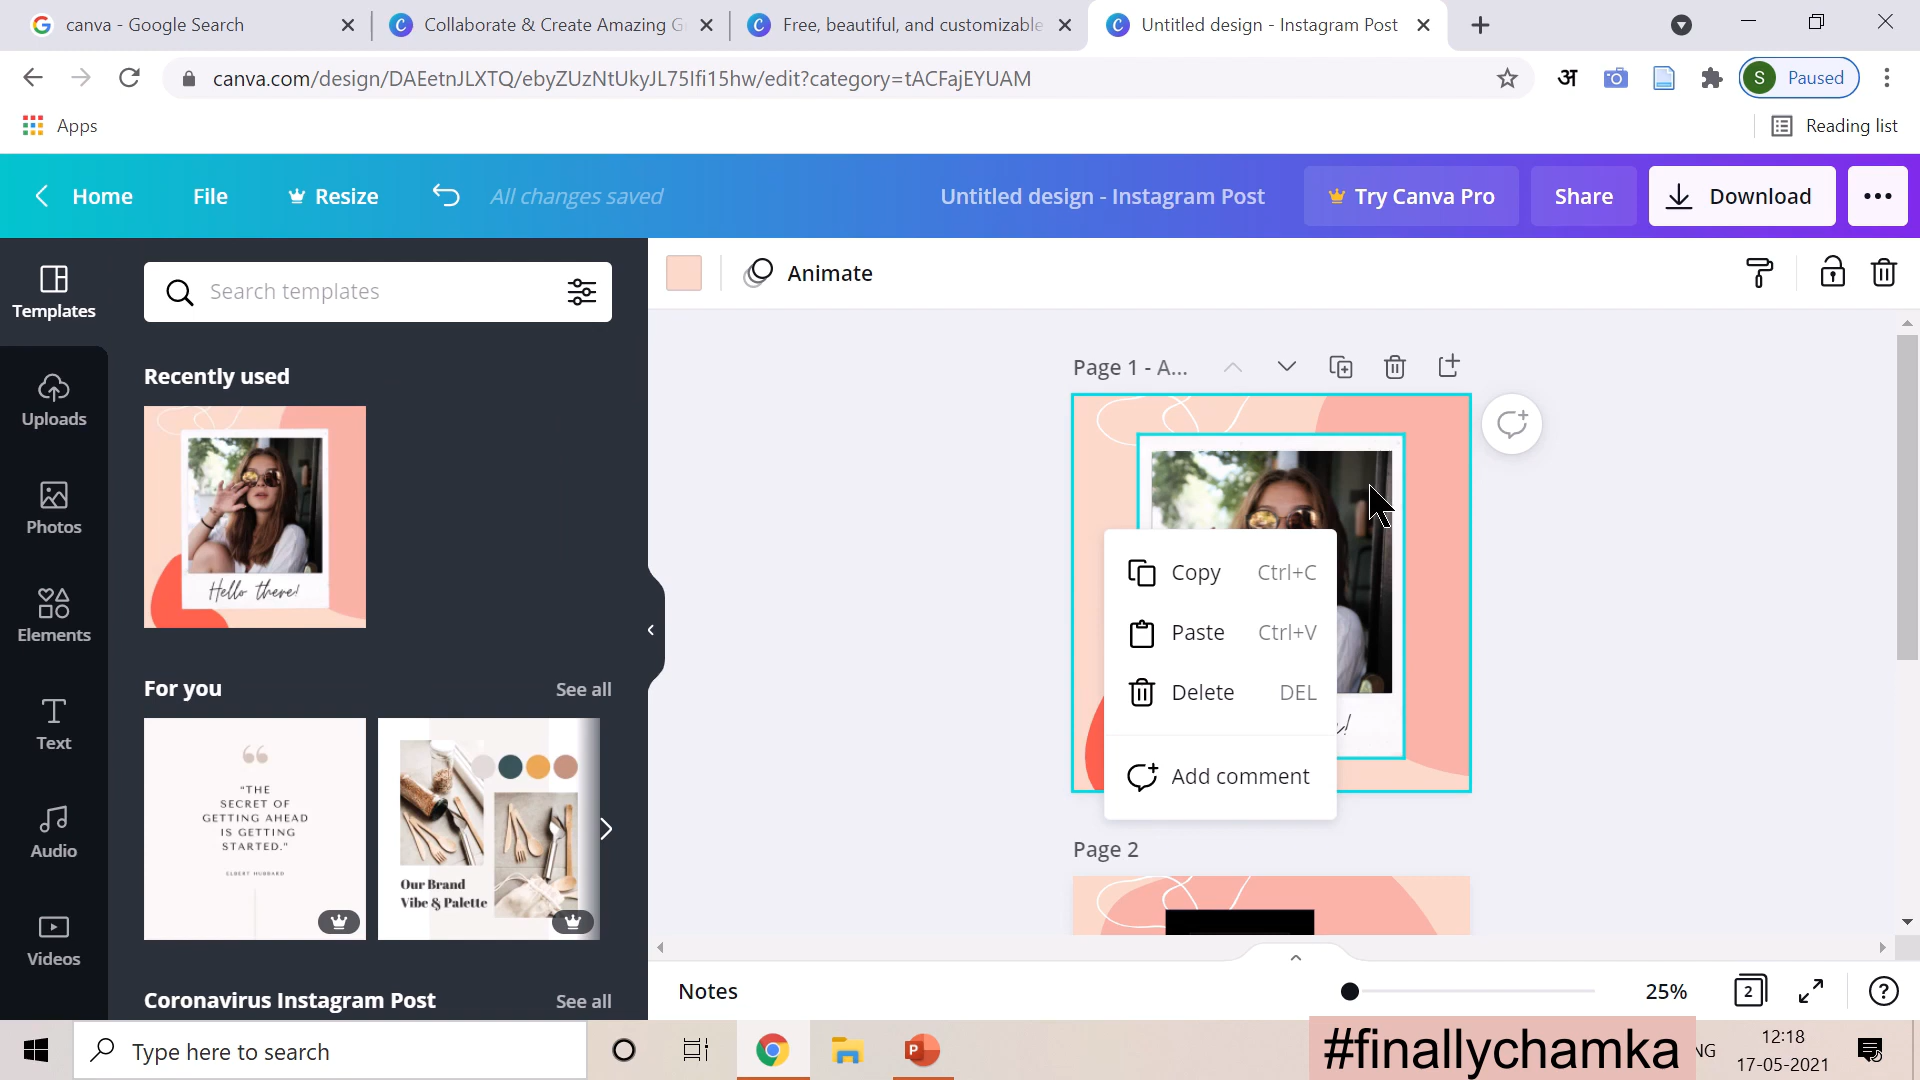 canva - Google Search
Collaborate & Create Amazing G
Free, beautiful, and customizable
Untitled design - Instagram Post
canva.com/design/DAEetnJLXTQ/ebyZUzNtUkyJL75Ifi15hw/edit?category=tACFajEYUAM
अ
S Paused
Apps
Reading list
Home
File
Resize
All changes saved
Untitled design - Instagram Post
Try Canva Pro
Share
Download
Templates
Search templates
Animate
Uploads
Photos
Elements
Text
Audio
Videos
Recently used
Hello there!
For you
See all
“THE
SECRET OF
GETTING AHEAD
IS GETTING
STARTED.”
ELBERT HUBBARD
Our Brand
Vibe & Palette
Coronavirus Instagram Post
See all
Page 1 - A...
Copy Ctrl+C
Paste Ctrl+V
Delete DEL
Add comment
Page 2
Notes
25%
2
Type here to search
#finallychamka
NG
12:18
17-05-2021